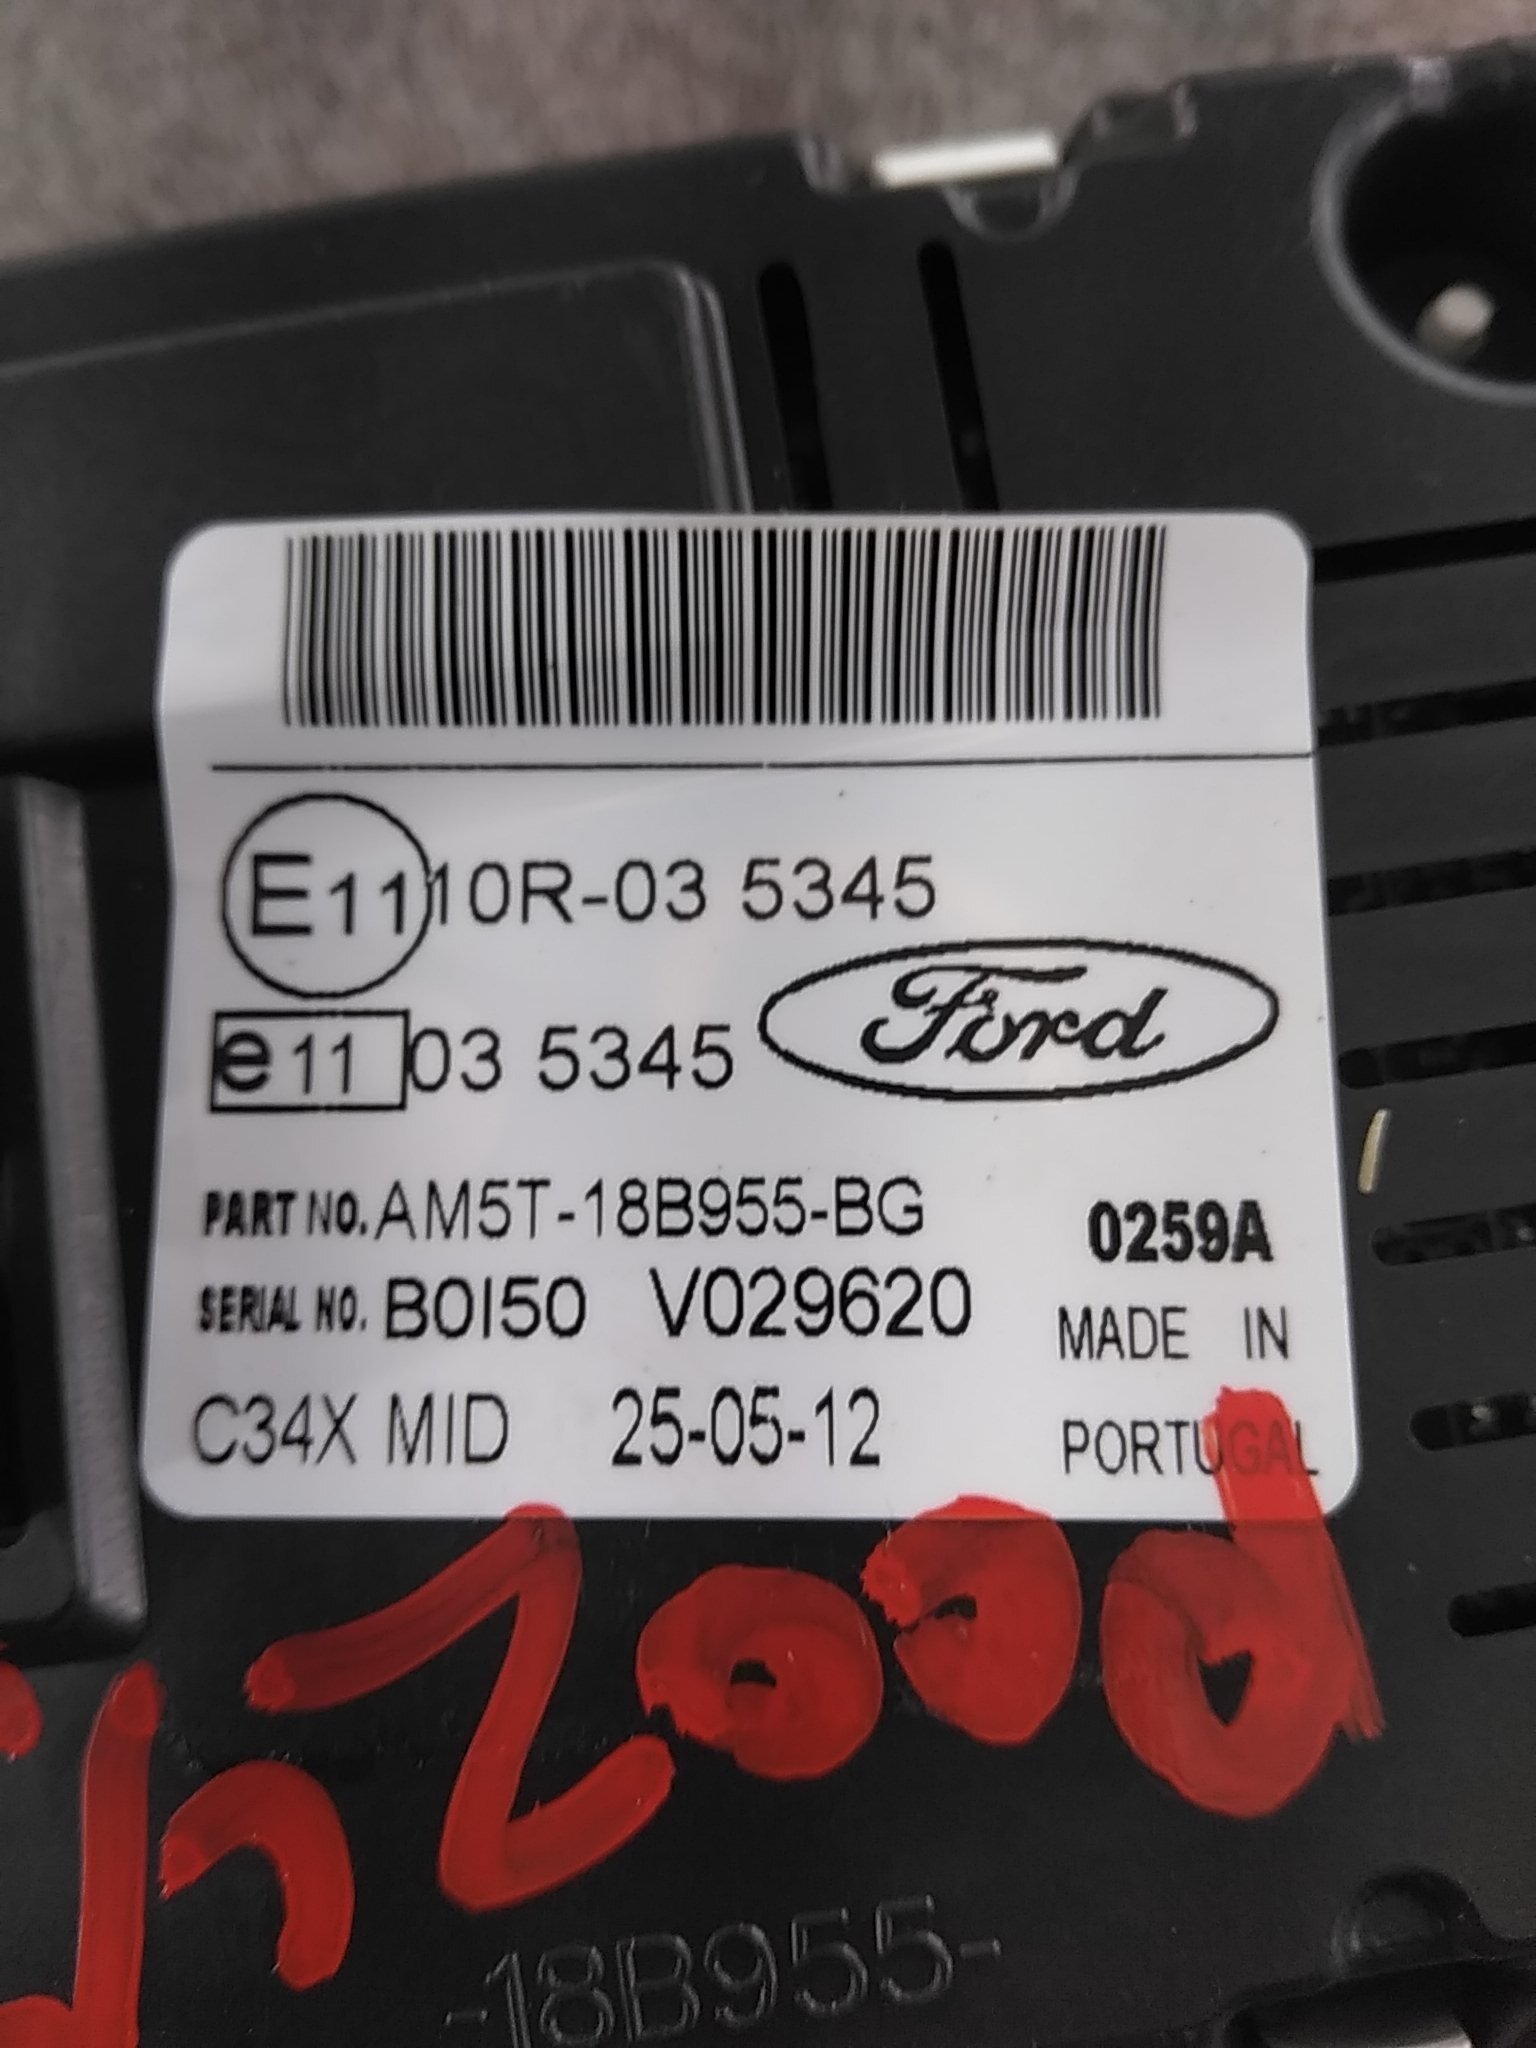 E11 10R-03 5345
e11 03 5345
Ford
PART NO. AM5T-18B955-BG
0259A
SERIAL NO. B0150 V029620
MADE IN
C34X MID 25-05-12
PORTUGAL
-18B955-